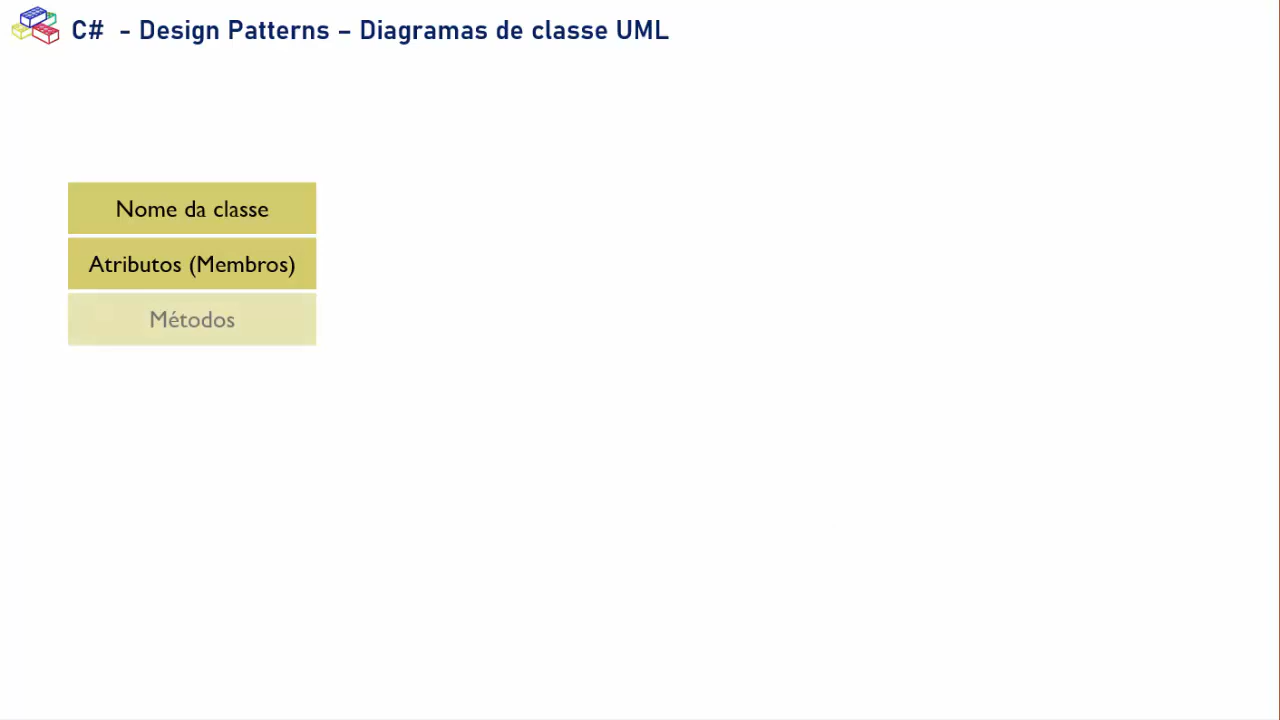 C# - Design Patterns – Diagramas de classe UML
Nome da classe
Atributos (Membros)
Métodos